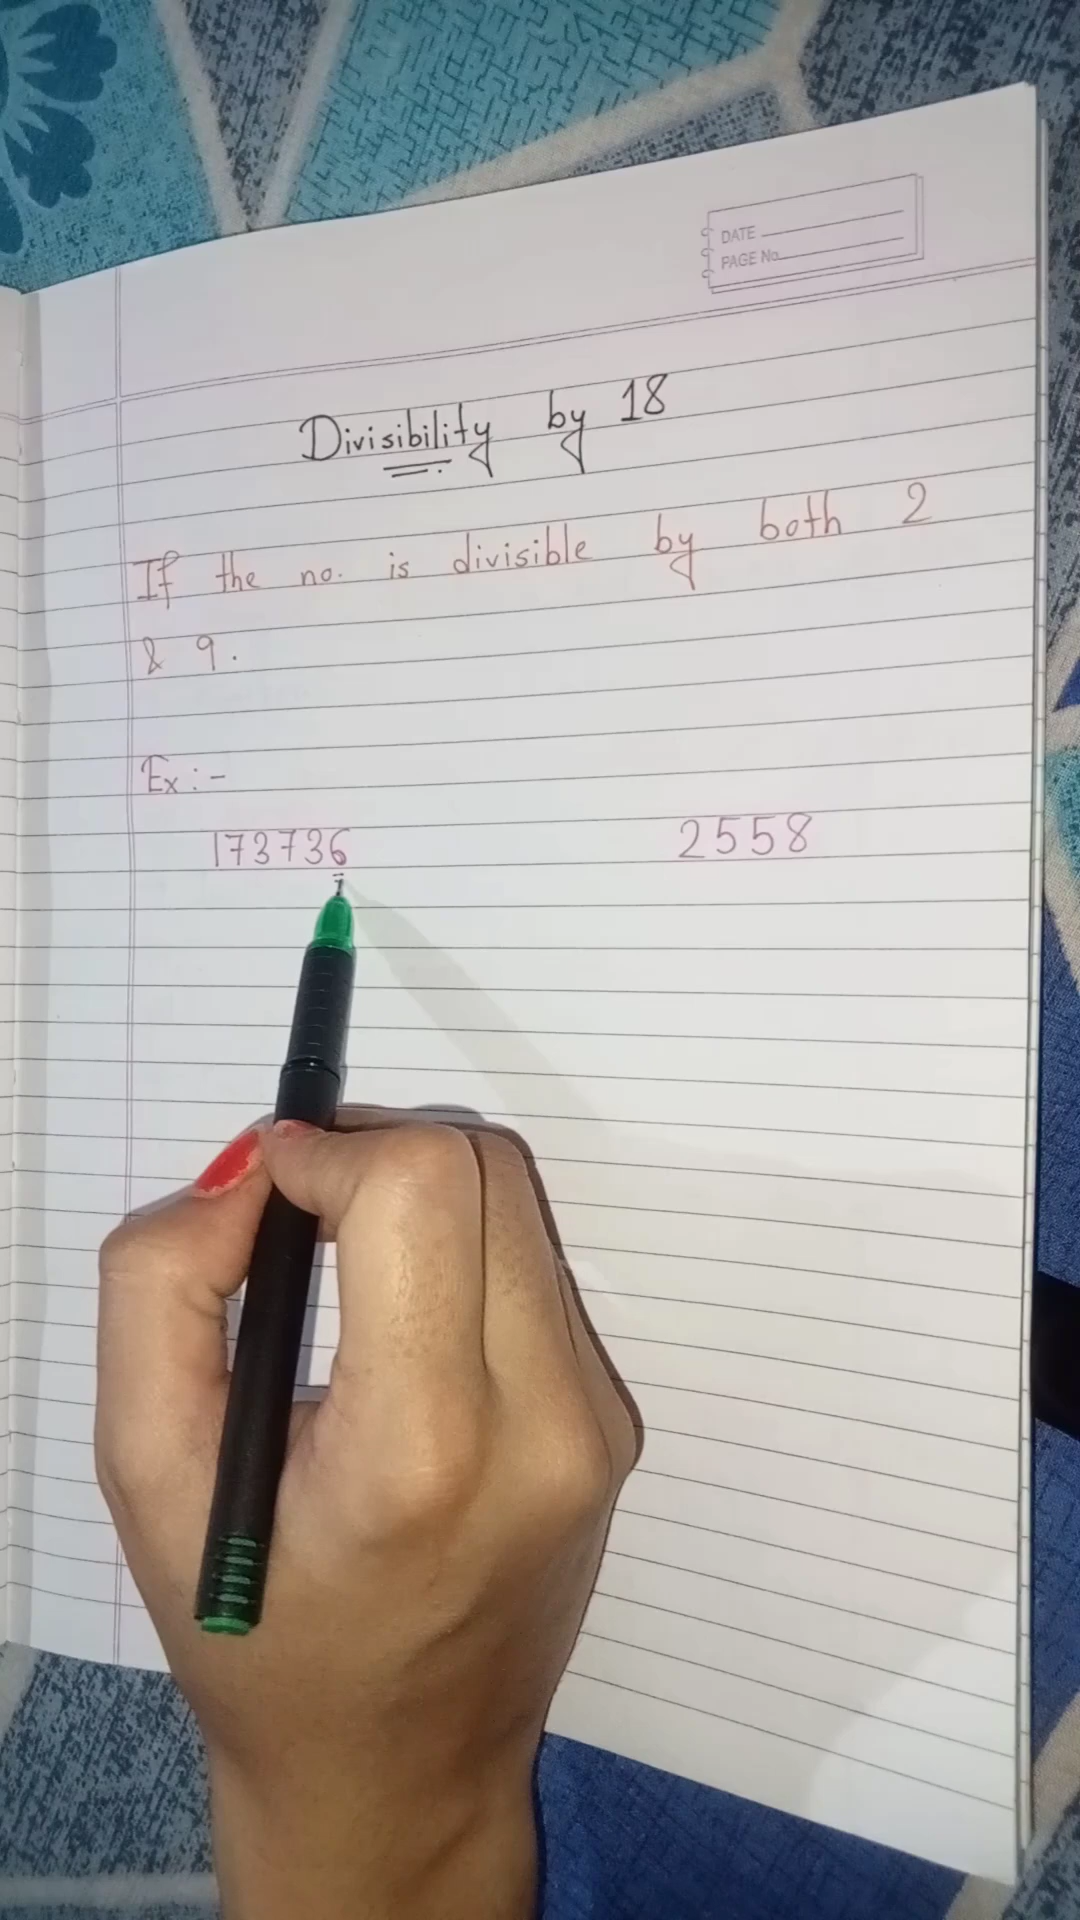 DATE
PAGE No.
Divisibility by 18
If the no. is divisible by both 2
& 9.
Ex :-
173736 2558